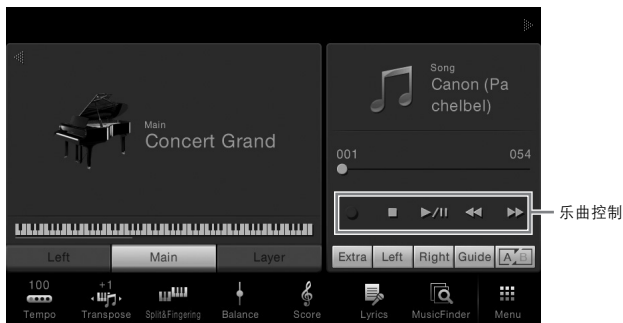 Main
Concert Grand
Song
Canon (Pa
chelbel)
001 054
乐曲控制
Left Main Layer
Extra Left Right Guide A B
100 +1
Tempo Transpose Split&Fingering Balance Score Lyrics MusicFinder Menu